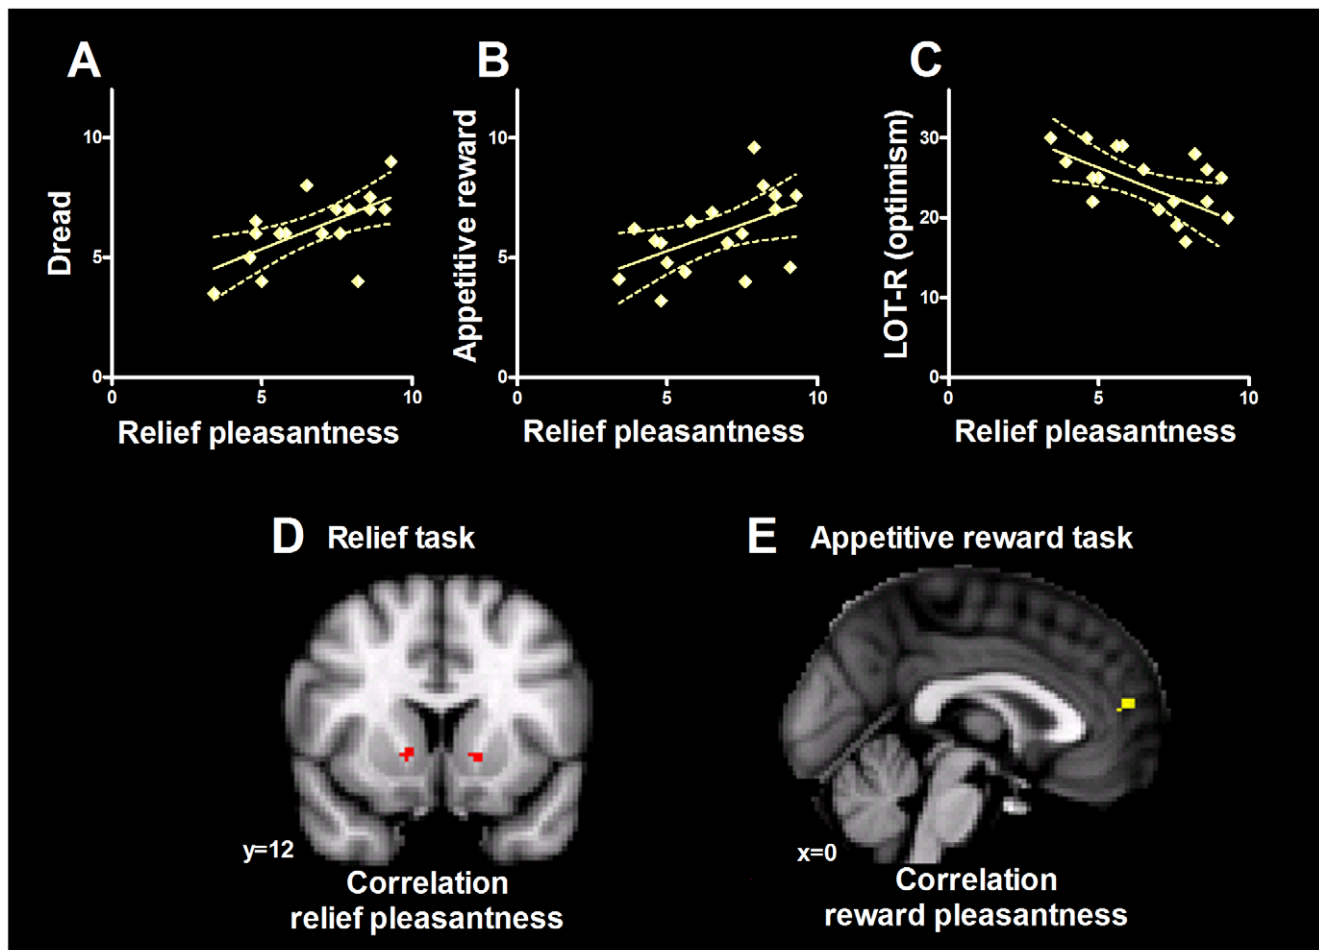 A
Dread
10
5
0
0
5
10
Relief pleasantness
B
Appetitive reward
10
5
0
0
5
10
Relief pleasantness
C
LOT-R (optimism)
30
20
10
0
0
5
10
Relief pleasantness
D Relief task
y=12
Correlation
relief pleasantness
E Appetitive reward task
x=0
Correlation
reward pleasantness